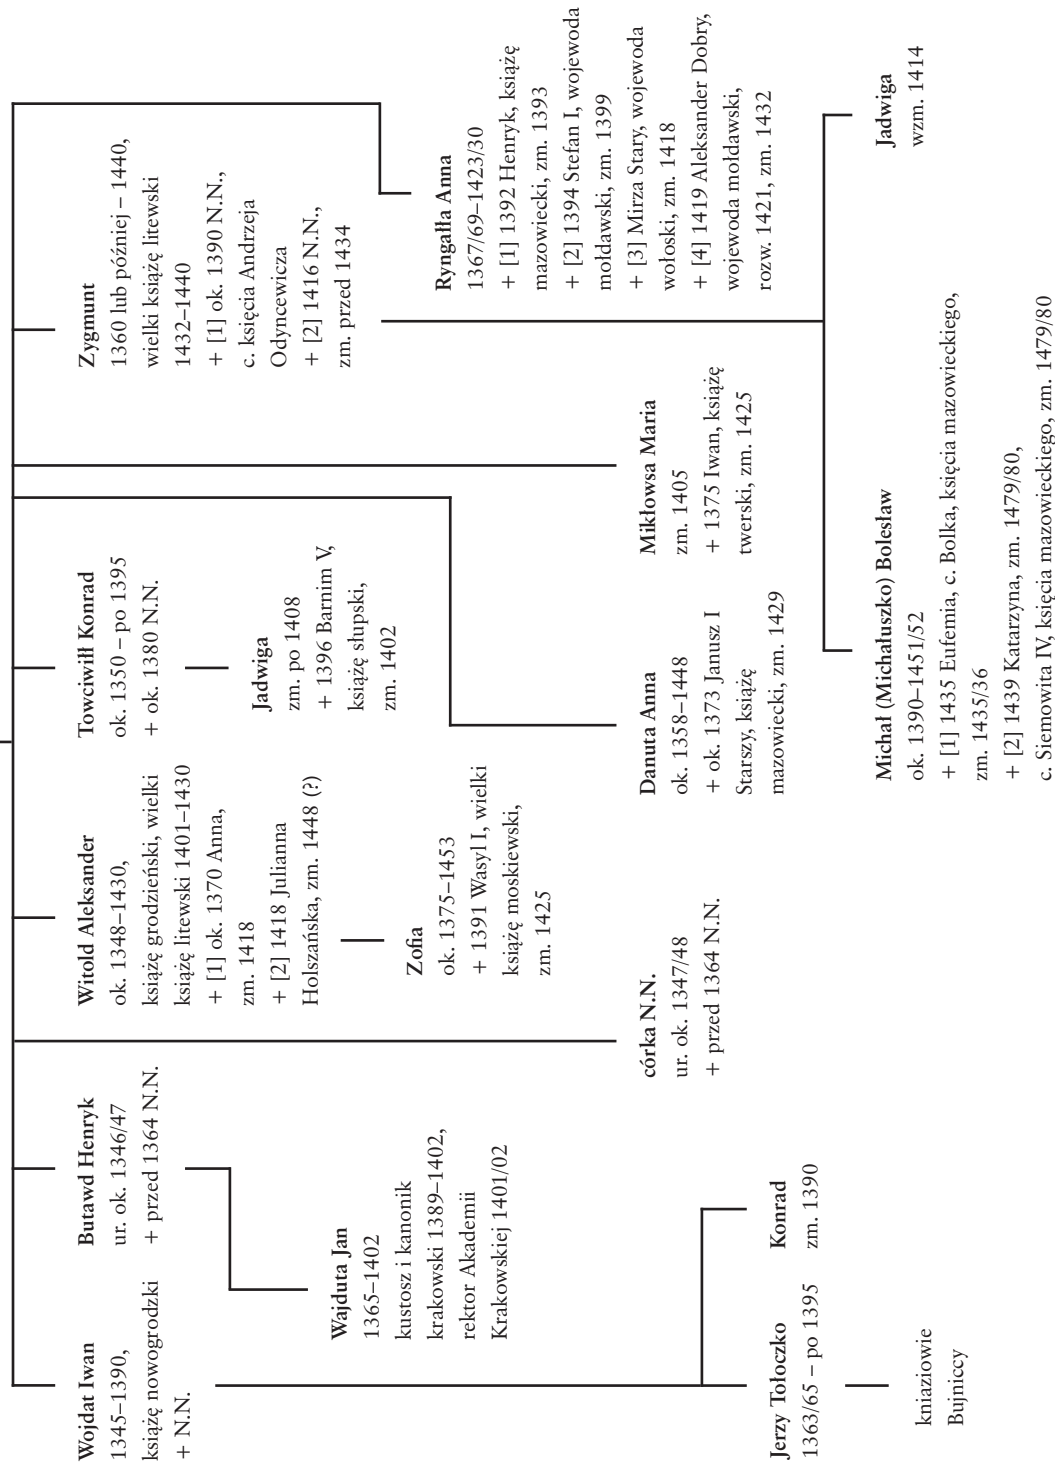 Wojdat Iwan
1345–1390,
książę nowogrodzki
+ N.N.
Butawd Henryk
ur. ok. 1346/47
+ przed 1364 N.N.
Witold Aleksander
ok. 1348–1430,
książę grodzieński, wielki
książę litewski 1401–1430
+ [1] ok. 1370 Anna,
zm. 1418
+ [2] 1418 Julianna
Holszańska, zm. 1448 (?)
Towciwiłł Konrad
ok. 1350 – po 1395
+ ok. 1380 N.N.
Zygmunt
1360 lub później – 1440,
wielki książę litewski
1432–1440
+ [1] ok. 1390 N.N.,
c. księcia Andrzeja
Odyncewicza
+ [2] 1416 N.N.,
zm. przed 1434
Wajduta Jan
1365–1402
kustosz i kanonik
krakowski 1389–1402,
rektor Akademii
Krakowskiej 1401/02
Zofia
ok. 1375–1453
+ 1391 Wasyl I, wielki
książę moskiewski,
zm. 1425
Jadwiga
zm. po 1408
+ 1396 Barnim V,
książę słupski,
zm. 1402
Ryngałła Anna
1367/69–1423/30
+ [1] 1392 Henryk, książę
mazowiecki, zm. 1393
+ [2] 1394 Stefan I, wojewoda
mołdawski, zm. 1399
+ [3] Mirza Stary, wojewoda
wołoski, zm. 1418
+ [4] 1419 Aleksander Dobry,
wojewoda mołdawski,
rozw. 1421, zm. 1432
córka N.N.
ur. ok. 1347/48
+ przed 1364 N.N.
Danuta Anna
ok. 1358–1448
+ ok. 1373 Janusz I
Starszy, książę
mazowiecki, zm. 1429
Mikłowsa Maria
zm. 1405
+ 1375 Iwan, książę
twerski, zm. 1425
Jerzy Tołoczko
1363/65 – po 1395
Konrad
zm. 1390
kniaziowie
Bujniccy
Michał (Michałuszko) Bolesław
ok. 1390–1451/52
+ [1] 1435 Eufemia, c. Bolka, księcia mazowieckiego,
zm. 1435/36
+ [2] 1439 Katarzyna, zm. 1479/80,
c. Siemowita IV, księcia mazowieckiego, zm. 1479/80
Jadwiga
wzm. 1414